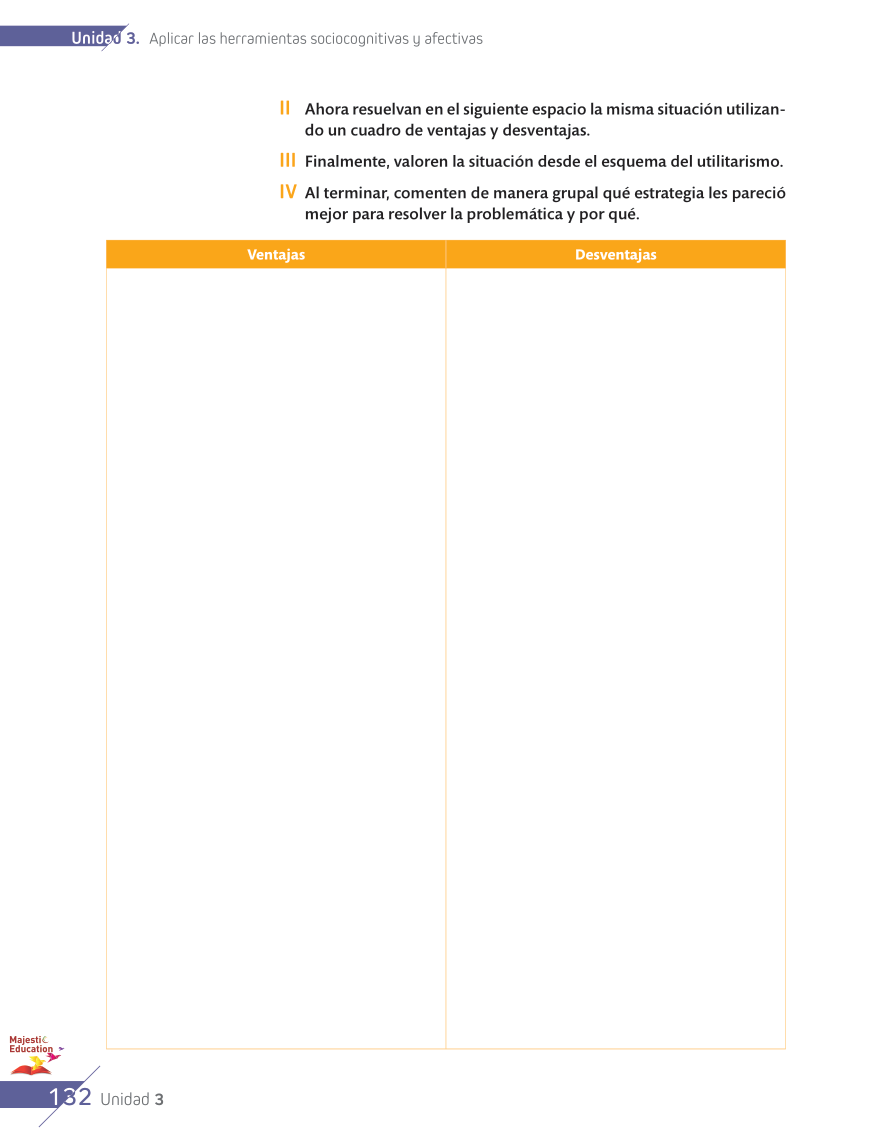 Unidad 3. Aplicar las herramientas sociocognitivas y afectivas
II Ahora resuelvan en el siguiente espacio la misma situación utilizan-
do un cuadro de ventajas y desventajas.
III Finalmente, valoren la situación desde el esquema del utilitarismo.
IV Al terminar, comenten de manera grupal qué estrategia les pareció
mejor para resolver la problemática y por qué.
Ventajas Desventajas
Majestic
Education
132 Unidad 3